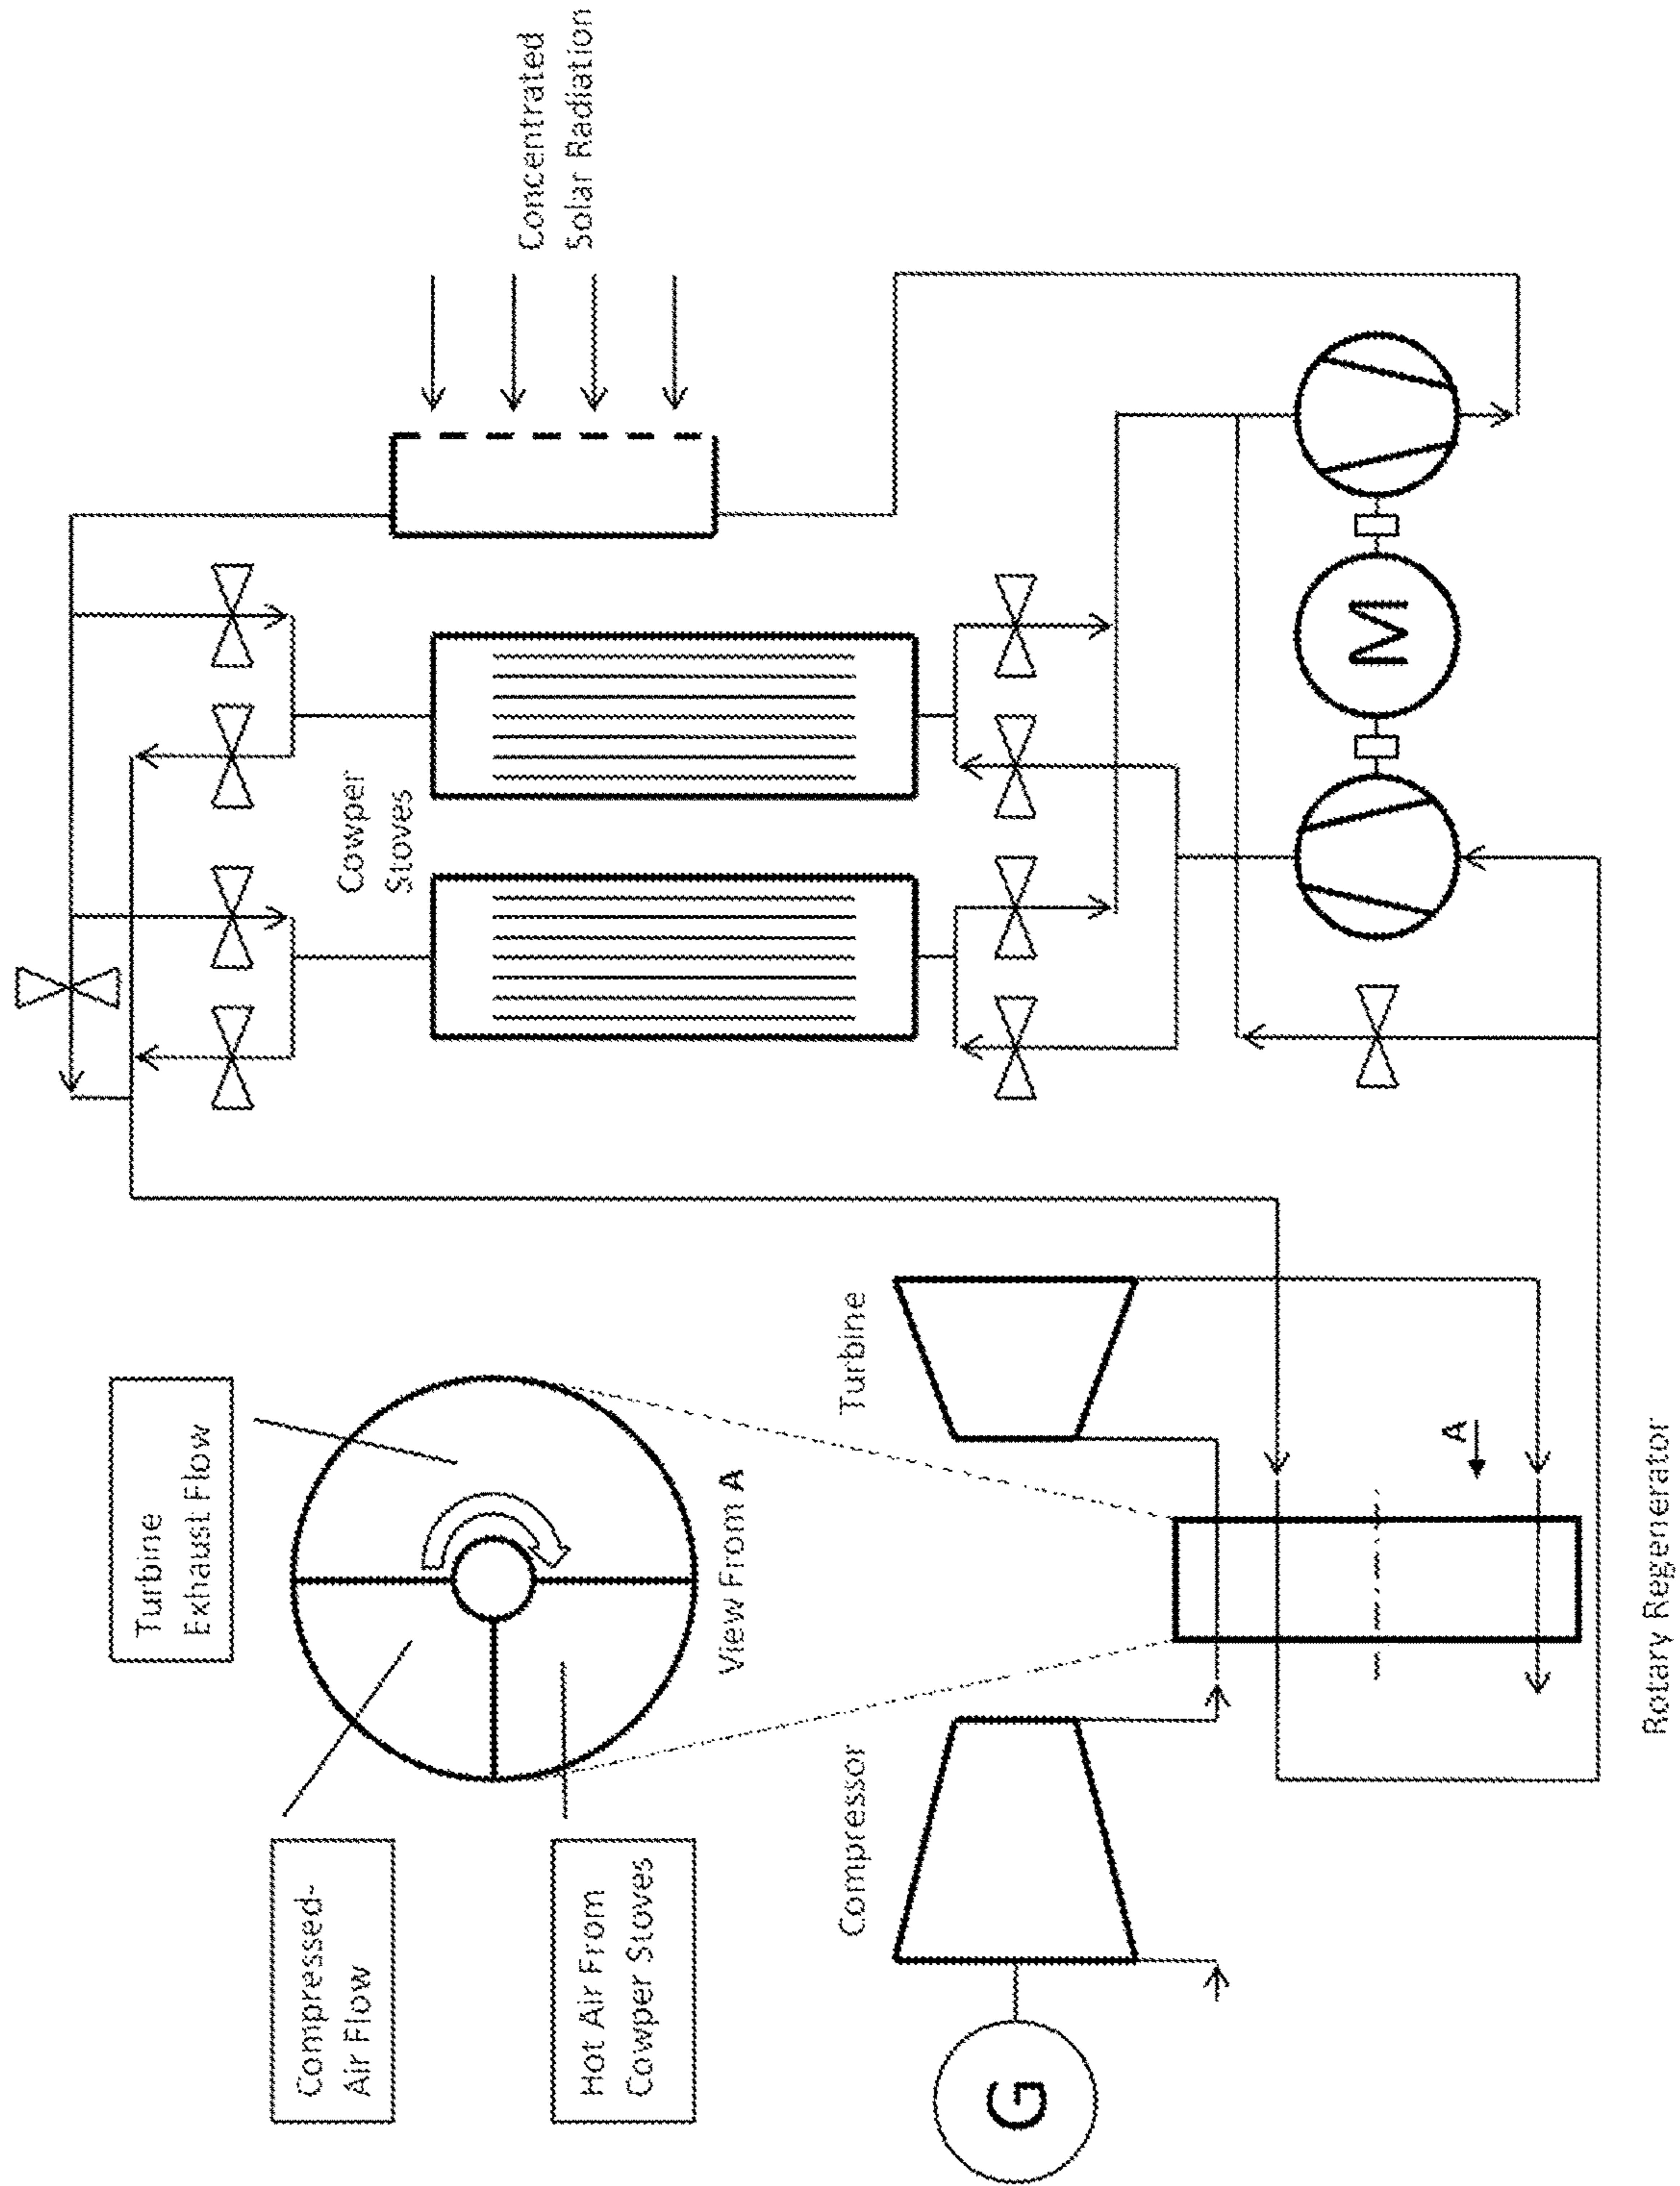 Turbine
Exhaust Flow
Compressed-
Air Flow
Hot Air From
Cowper Stoves
View From A
Cowper
Stoves
Concentrated
Solar Radiation
G
Compressor
Turbine
A
Rotary Regenerator
M